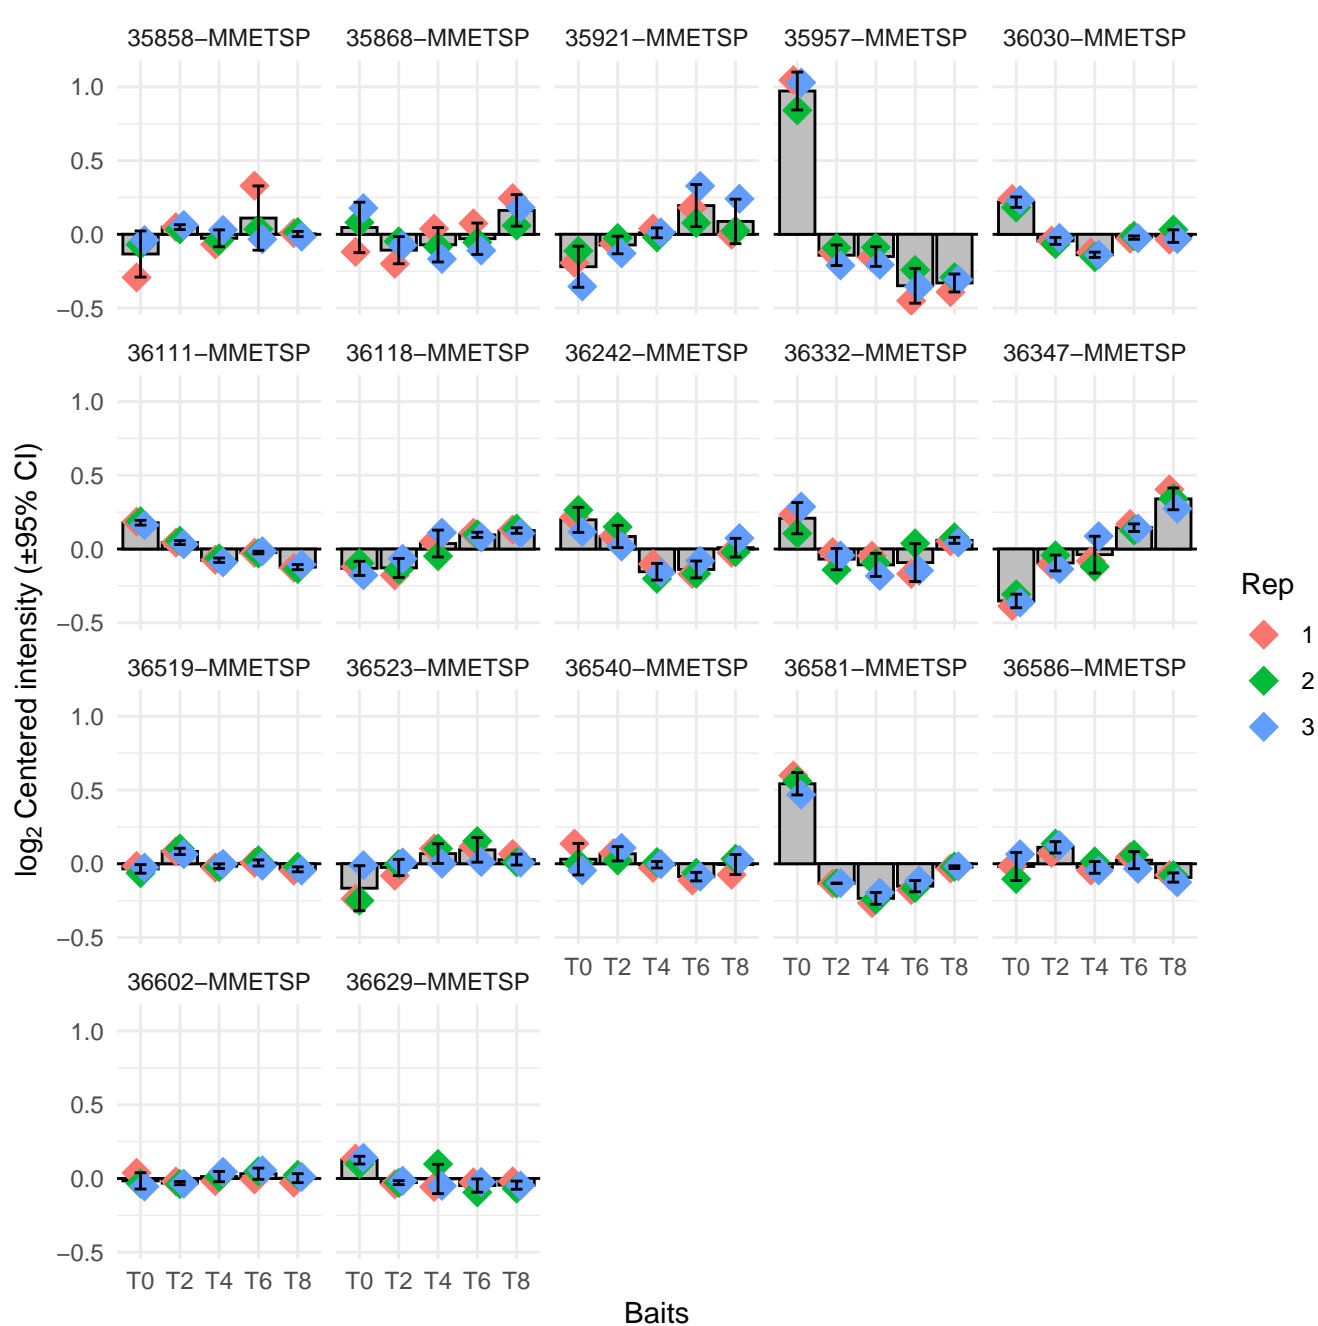 35858−MMETSP 35868−MMETSP 35921−MMETSP 35957−MMETSP 36030−MMETSP
1.0
0.5
0.0
−0.5
36111−MMETSP 36118−MMETSP 36242−MMETSP 36332−MMETSP 36347−MMETSP
1.0
0.5
0.0
−0.5
36519−MMETSP 36523−MMETSP 36540−MMETSP 36581−MMETSP 36586−MMETSP
1.0
0.5
0.0
−0.5
T0 T2 T4 T6 T8 T0 T2 T4 T6 T8 T0 T2 T4 T6 T8
36602−MMETSP 36629−MMETSP
1.0
0.5
0.0
−0.5
T0 T2 T4 T6 T8 T0 T2 T4 T6 T8
Baits
log₂ Centered intensity (±95% CI)
Rep
1
2
3